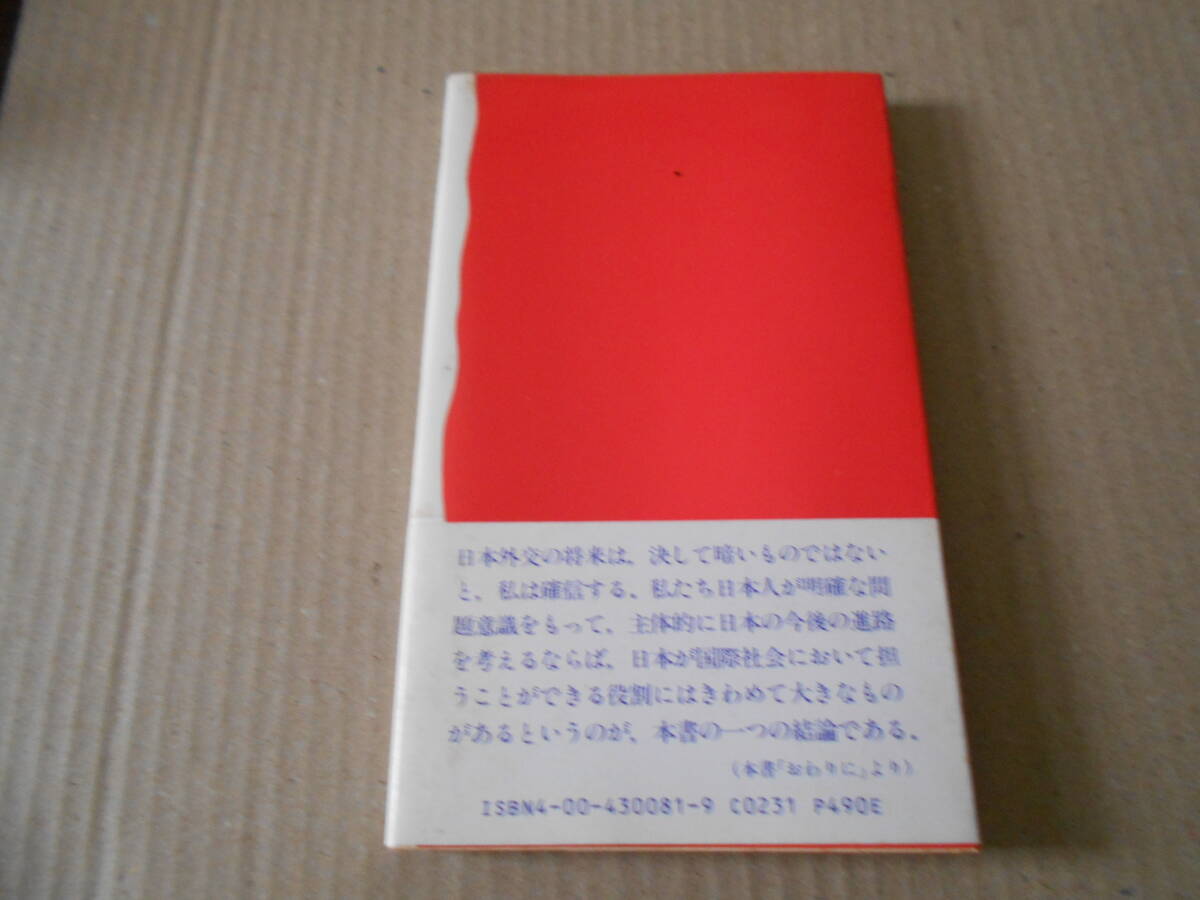 日本外交の将来は，決して暗いものではない
と，私は確信する．私たち日本人が明確な問
題意識をもって，主体的に日本の今後の進路
を考えるならば，日本が国際社会において担
うことができる役割にはきわめて大きなもの
があるというのが，本書の一つの結論である．
（本書「おわりに」より）
ISBN4-00-430081-9 C0231 P490E